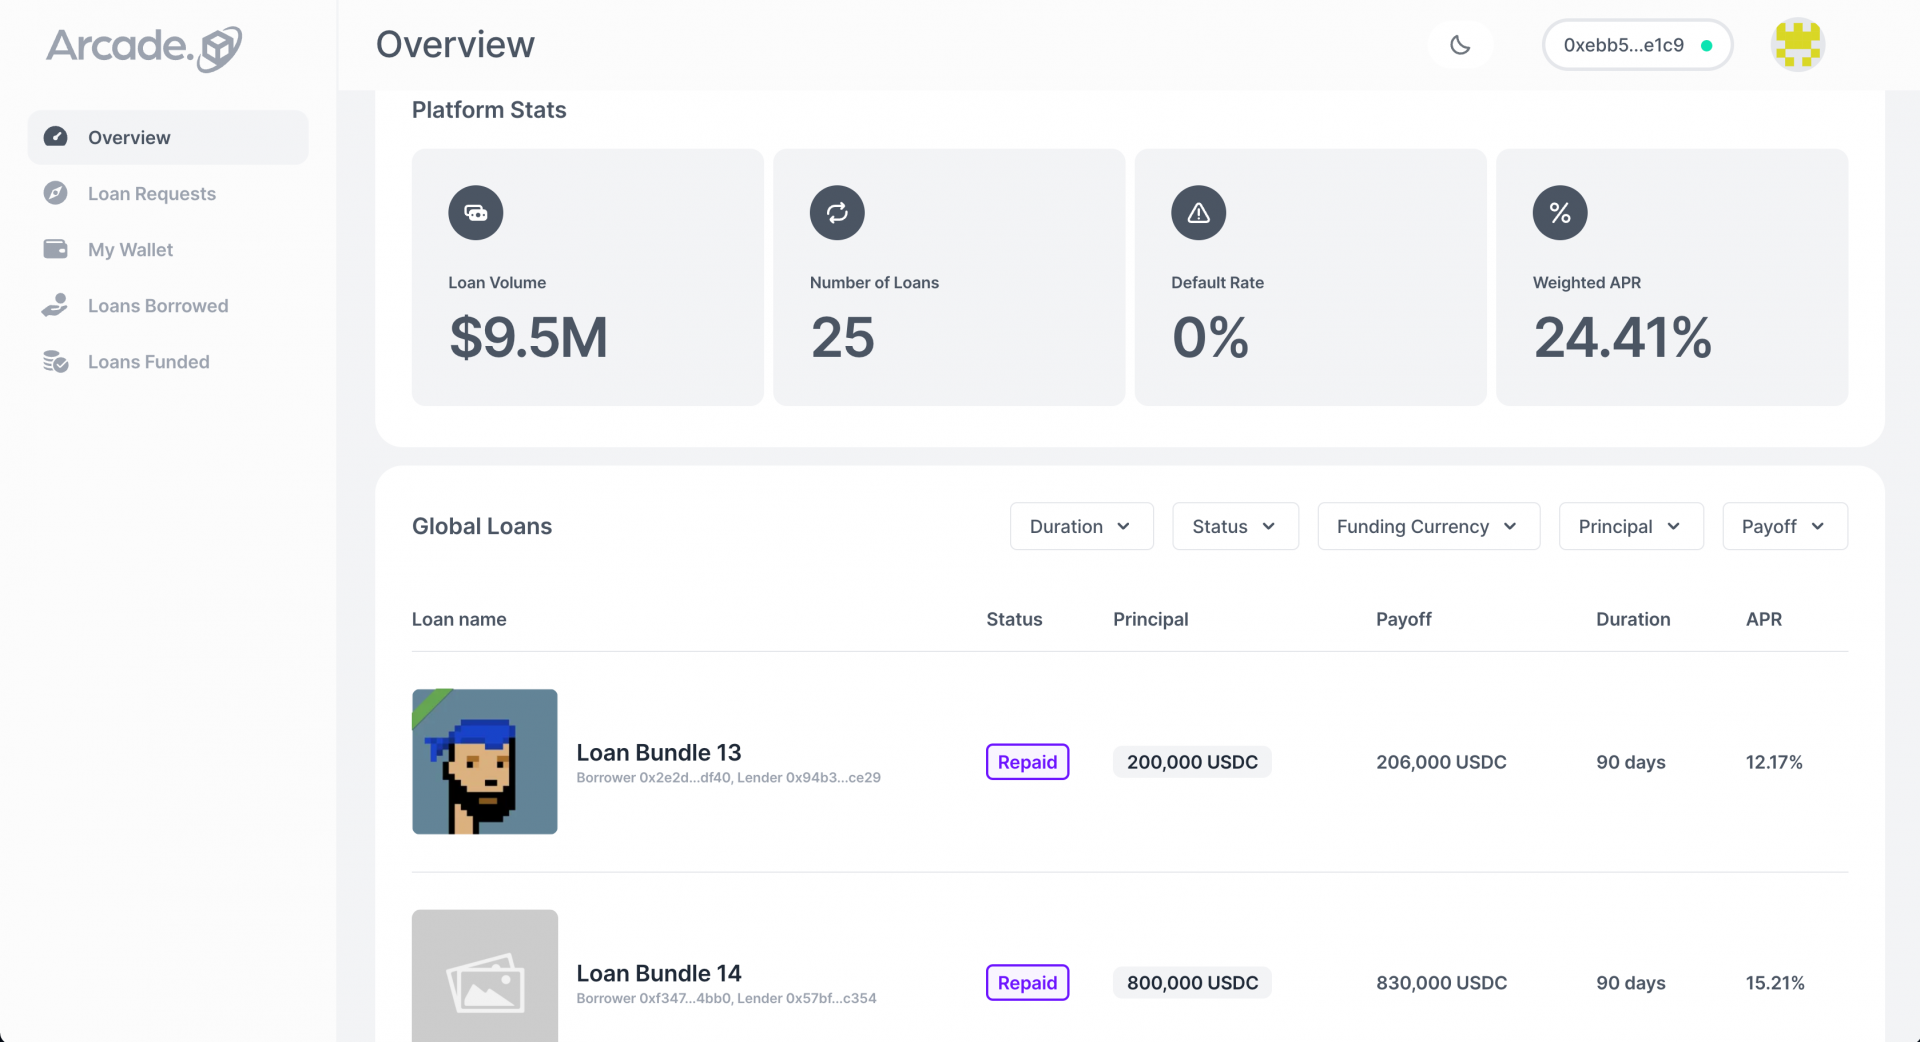 Arcade.
Overview
0xebb5...e1c9
Overview
Loan Requests
My Wallet
Loans Borrowed
Loans Funded
Platform Stats
Loan Volume
$9.5M
Number of Loans
25
Default Rate
0%
%
Weighted APR
24.41%
Global Loans
Duration
Status
Funding Currency
Principal
Payoff
Loan name Status Principal Payoff Duration APR
Loan Bundle 13
Borrower 0x2e2d...df40, Lender 0x94b3...ce29
Repaid 200,000 USDC 206,000 USDC 90 days 12.17%
Loan Bundle 14
Borrower 0xf347...4bb0, Lender 0x57bf...c354
Repaid 800,000 USDC 830,000 USDC 90 days 15.21%